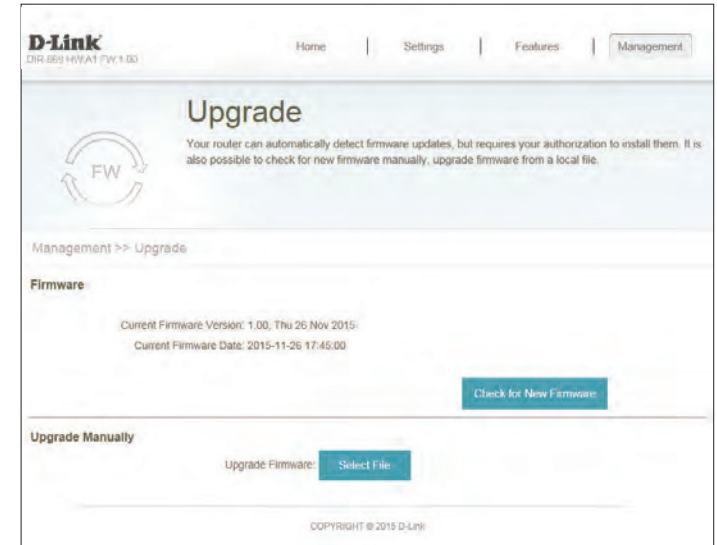 D-Link
DIR-869 HW:A1 FW:1.00
Home | Settings | Features | Management
Upgrade
Your router can automatically detect firmware updates, but requires your authorization to install them. It is
also possible to check for new firmware manually, upgrade firmware from a local file.
FW
Management >> Upgrade
Firmware
Current Firmware Version: 1.00, Thu 26 Nov 2015
Current Firmware Date: 2015-11-26 17:45:00
Check for New Firmware
Upgrade Manually
Upgrade Firmware: Select File
COPYRIGHT © 2015 D-Link